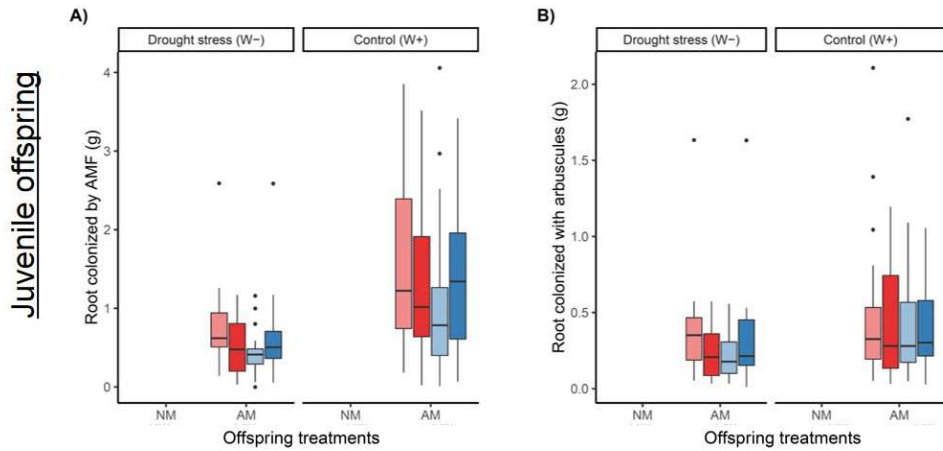 A)
Drought stress (W−)
Control (W+)
Juvenile offspring
Root colonized by AMF (g)
4
3
2
1
0
NM
AM
NM
AM
Offspring treatments
B)
Drought stress (W−)
Control (W+)
Root colonized with arbuscules (g)
2.0
1.5
1.0
0.5
0.0
NM
AM
NM
AM
Offspring treatments